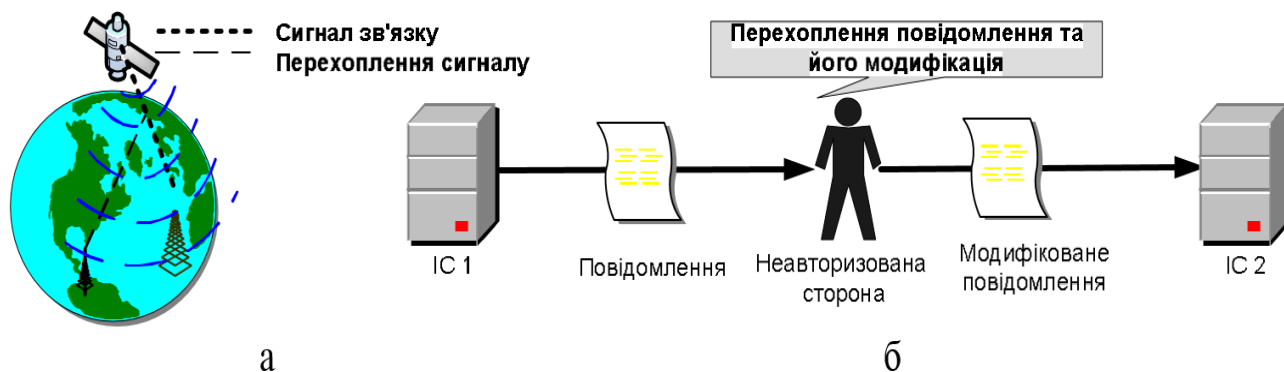 Сигнал зв'язку
Перехоплення сигналу
Перехоплення повідомлення та
його модифікація
ІС 1
Повідомлення
Неавторизована
сторона
Модифіковане
повідомлення
ІС 2
а
б